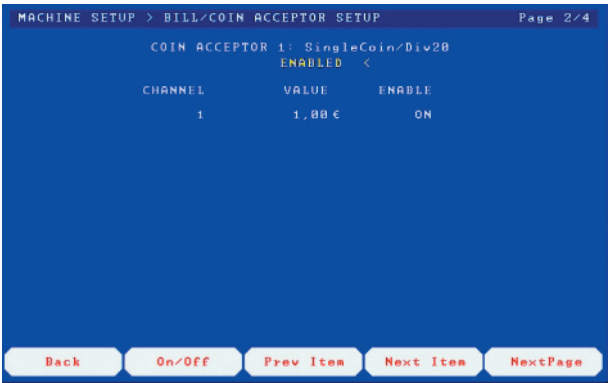 MACHINE SETUP > BILL/COIN ACCEPTOR SETUP Page 2/4
COIN ACCEPTOR 1: SingleCoin/Div20
ENABLED <
CHANNEL VALUE ENABLE
1 1,00 € ON
Back On/Off Prev Item Next Item NextPage